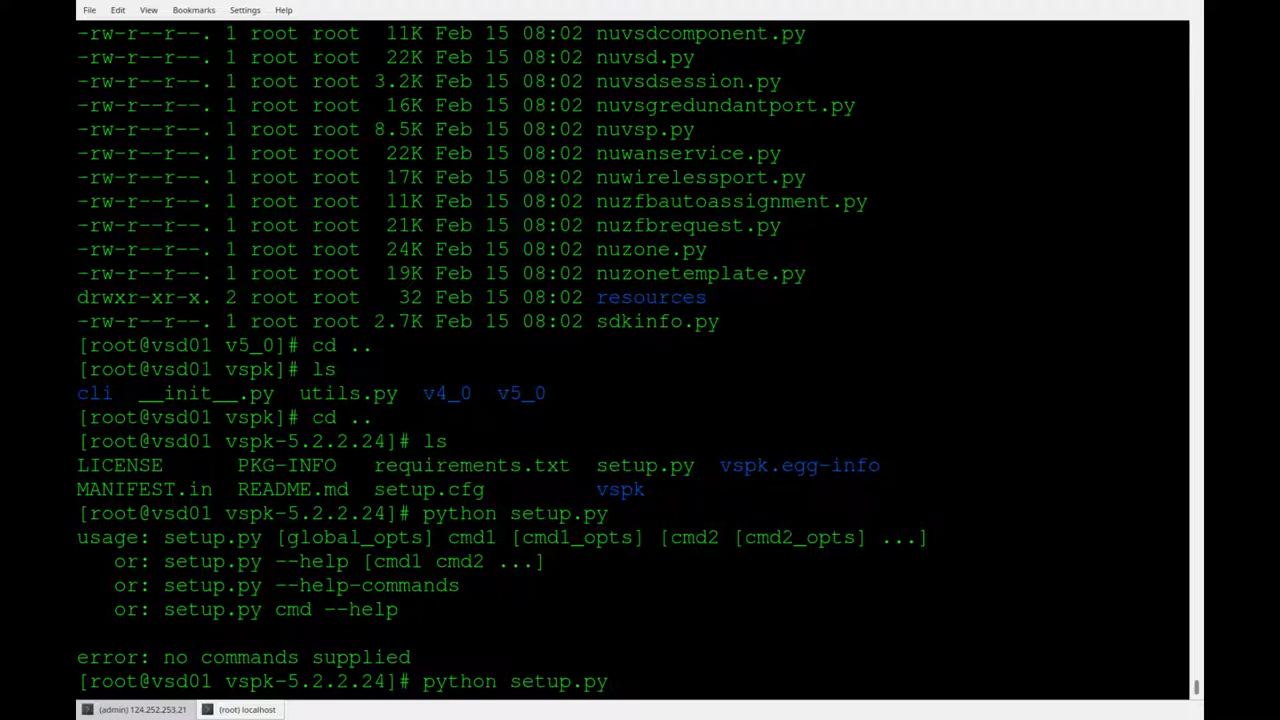 File Edit View Bookmarks Settings Help
-rw-r--r--. 1 root root 11K Feb 15 08:02 nuvsdcomponent.py
-rw-r--r--. 1 root root 22K Feb 15 08:02 nuvsd.py
-rw-r--r--. 1 root root 3.2K Feb 15 08:02 nuvsdsession.py
-rw-r--r--. 1 root root 16K Feb 15 08:02 nuvsgredundantport.py
-rw-r--r--. 1 root root 8.5K Feb 15 08:02 nuvsp.py
-rw-r--r--. 1 root root 22K Feb 15 08:02 nuwanservice.py
-rw-r--r--. 1 root root 17K Feb 15 08:02 nuwirelessport.py
-rw-r--r--. 1 root root 11K Feb 15 08:02 nuzfbautoassignment.py
-rw-r--r--. 1 root root 21K Feb 15 08:02 nuzfbrequest.py
-rw-r--r--. 1 root root 24K Feb 15 08:02 nuzone.py
-rw-r--r--. 1 root root 19K Feb 15 08:02 nuzonetemplate.py
drwxr-xr-x. 2 root root 32 Feb 15 08:02 resources
-rw-r--r--. 1 root root 2.7K Feb 15 08:02 sdkinfo.py
[root@vsd01 v5_0]# cd ..
[root@vsd01 vspk]# ls
cli __init__.py utils.py v4_0 v5_0
[root@vsd01 vspk]# cd ..
[root@vsd01 vspk-5.2.2.24]# ls
LICENSE PKG-INFO requirements.txt setup.py vspk.egg-info
MANIFEST.in README.md setup.cfg vspk
[root@vsd01 vspk-5.2.2.24]# python setup.py
usage: setup.py [global_opts] cmd1 [cmd1_opts] [cmd2 [cmd2_opts] ...]
or: setup.py --help [cmd1 cmd2 ...]
or: setup.py --help-commands
or: setup.py cmd --help
error: no commands supplied
[root@vsd01 vspk-5.2.2.24]# python setup.py
(admin) 124.252.253.21 (root) localhost